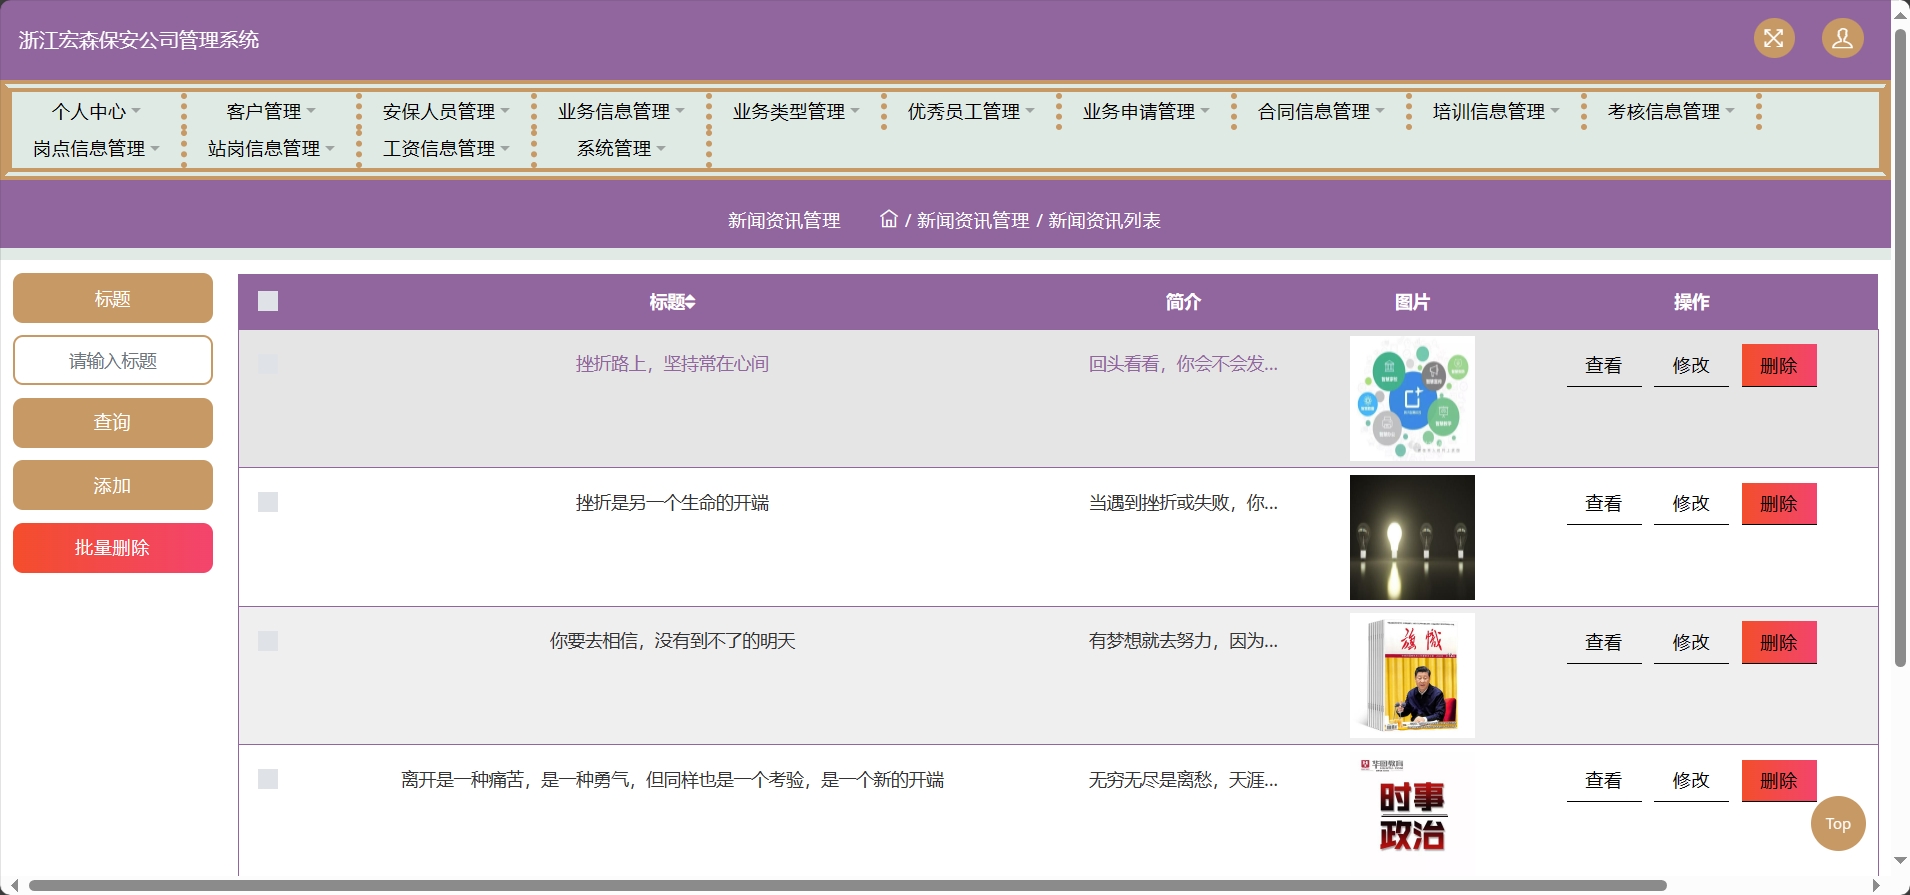 浙江宏森保安公司管理系统
个人中心 客户管理 安保人员管理 业务信息管理 业务类型管理 优秀员工管理 业务申请管理 合同信息管理 培训信息管理 考核信息管理
岗点信息管理 站岗信息管理 工资信息管理 系统管理
新闻资讯管理 / 新闻资讯管理 / 新闻资讯列表
标题
请输入标题
查询
添加
批量删除
标题 简介 图片 操作
挫折路上，坚持常在心间 回头看看，你会不会发... 查看 修改 删除
挫折是另一个生命的开端 当遇到挫折或失败，你... 查看 修改 删除
你要去相信，没有到不了的明天 有梦想就去努力，因为... 查看 修改 删除
旗帜
离开是一种痛苦，是一种勇气，但同样也是一个考验，是一个新的开端 无穷无尽是离愁，天涯... 查看 修改 删除
华图教育
时事
政治
Top